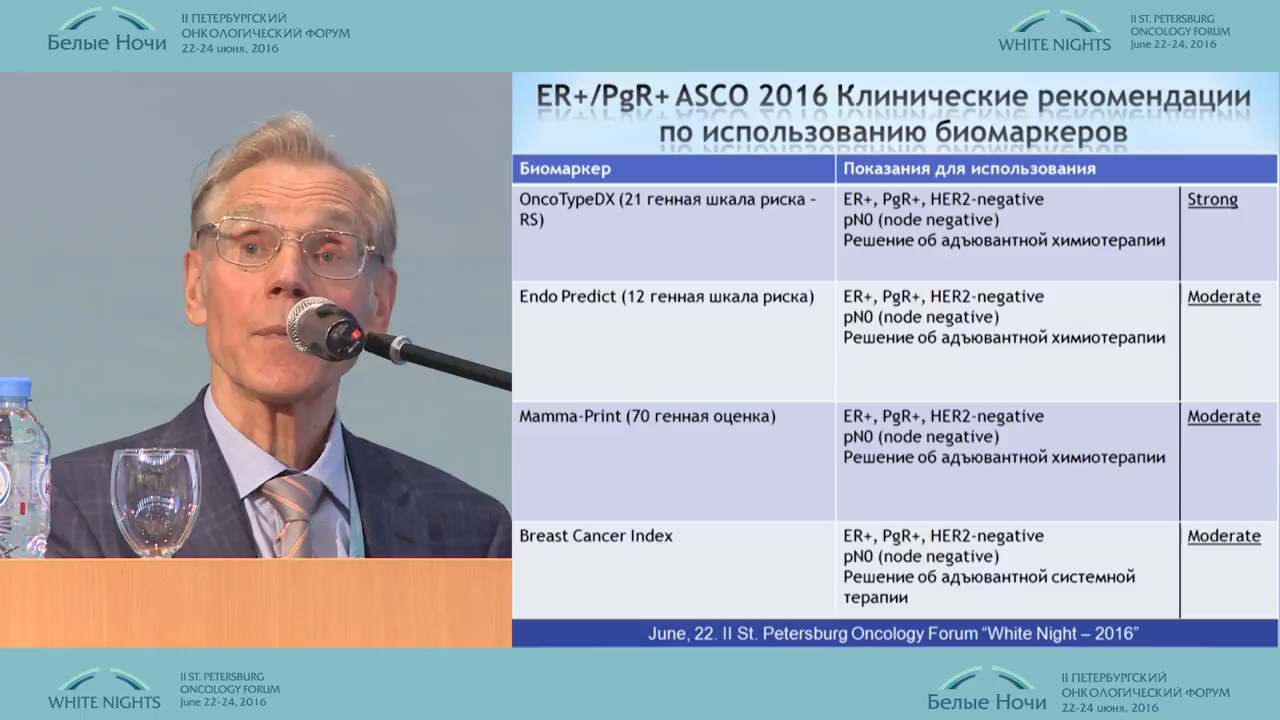 Белые Ночи
II ПЕТЕРБУРГСКИЙ
ОНКОЛОГИЧЕСКИЙ ФОРУМ
22-24 июня, 2016
WHITE NIGHTS
II ST. PETERSBURG
ONCOLOGY FORUM
June 22-24, 2016
ER+/PgR+ ASCO 2016 Клинические рекомендации
по использованию биомаркеров
Биомаркер
Показания для использования
OncoTypeDX (21 генная шкала риска -
RS)
ER+, PgR+, HER2-negative
pN0 (node negative)
Решение об адъювантной химиотерапии
Strong
Endo Predict (12 генная шкала риска)
ER+, PgR+, HER2-negative
pN0 (node negative)
Решение об адъювантной химиотерапии
Moderate
Mamma-Print (70 генная оценка)
ER+, PgR+, HER2-negative
pN0 (node negative)
Решение об адъювантной химиотерапии
Moderate
Breast Cancer Index
ER+, PgR+, HER2-negative
pN0 (node negative)
Решение об адъювантной системной
терапии
Moderate
June, 22. II St. Petersburg Oncology Forum “White Night – 2016”
WHITE NIGHTS
II ST. PETERSBURG
ONCOLOGY FORUM
June 22-24, 2016
Белые Ночи
II ПЕТЕРБУРГСКИЙ
ОНКОЛОГИЧЕСКИЙ ФОРУМ
22-24 июня, 2016